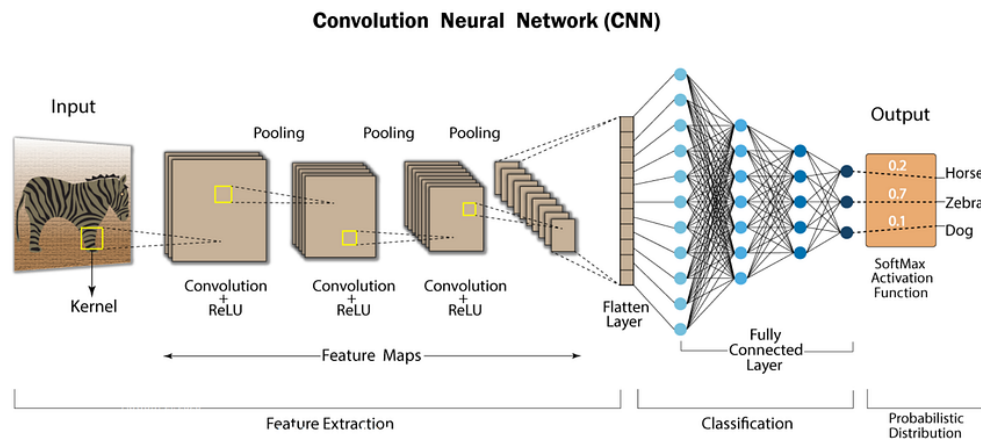 Convolution Neural Network (CNN)
Input
Pooling
Pooling
Pooling
Output
0.2
Horse
0.7
Zebra
0.1
Dog
SoftMax
Activation
Function
Kernel
Convolution
+
ReLU
Convolution
+
ReLU
Convolution
+
ReLU
Flatten
Layer
Fully
Connected
Layer
Feature Maps
Feature Extraction
Classification
Probabilistic
Distribution